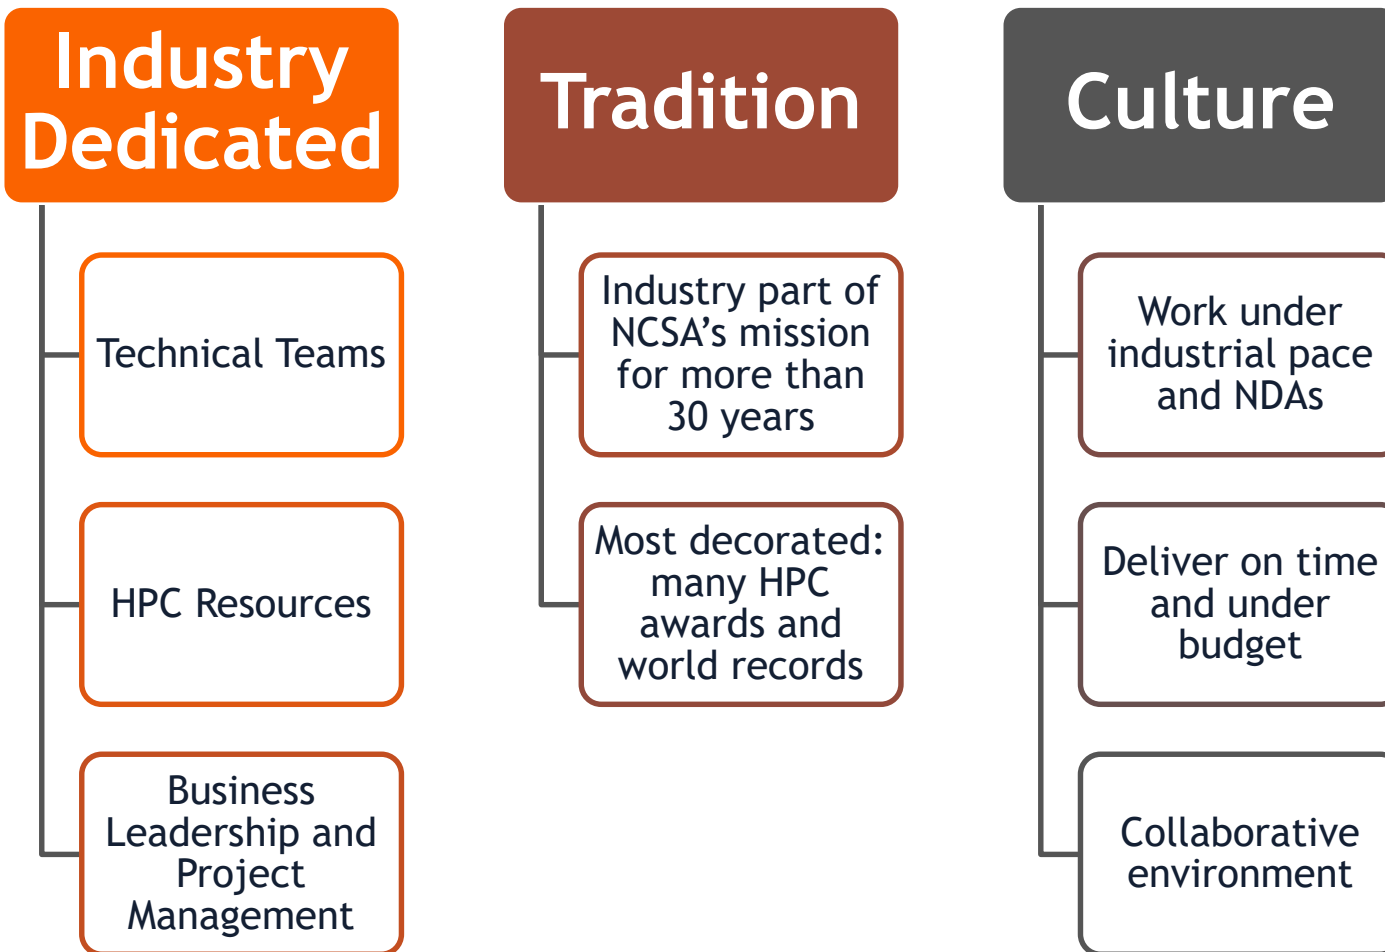 Industry
Dedicated
Technical Teams
HPC Resources
Business
Leadership and
Project
Management
Tradition
Industry part of
NCSA’s mission
for more than
30 years
Most decorated:
many HPC
awards and
world records
Culture
Work under
industrial pace
and NDAs
Deliver on time
and under
budget
Collaborative
environment